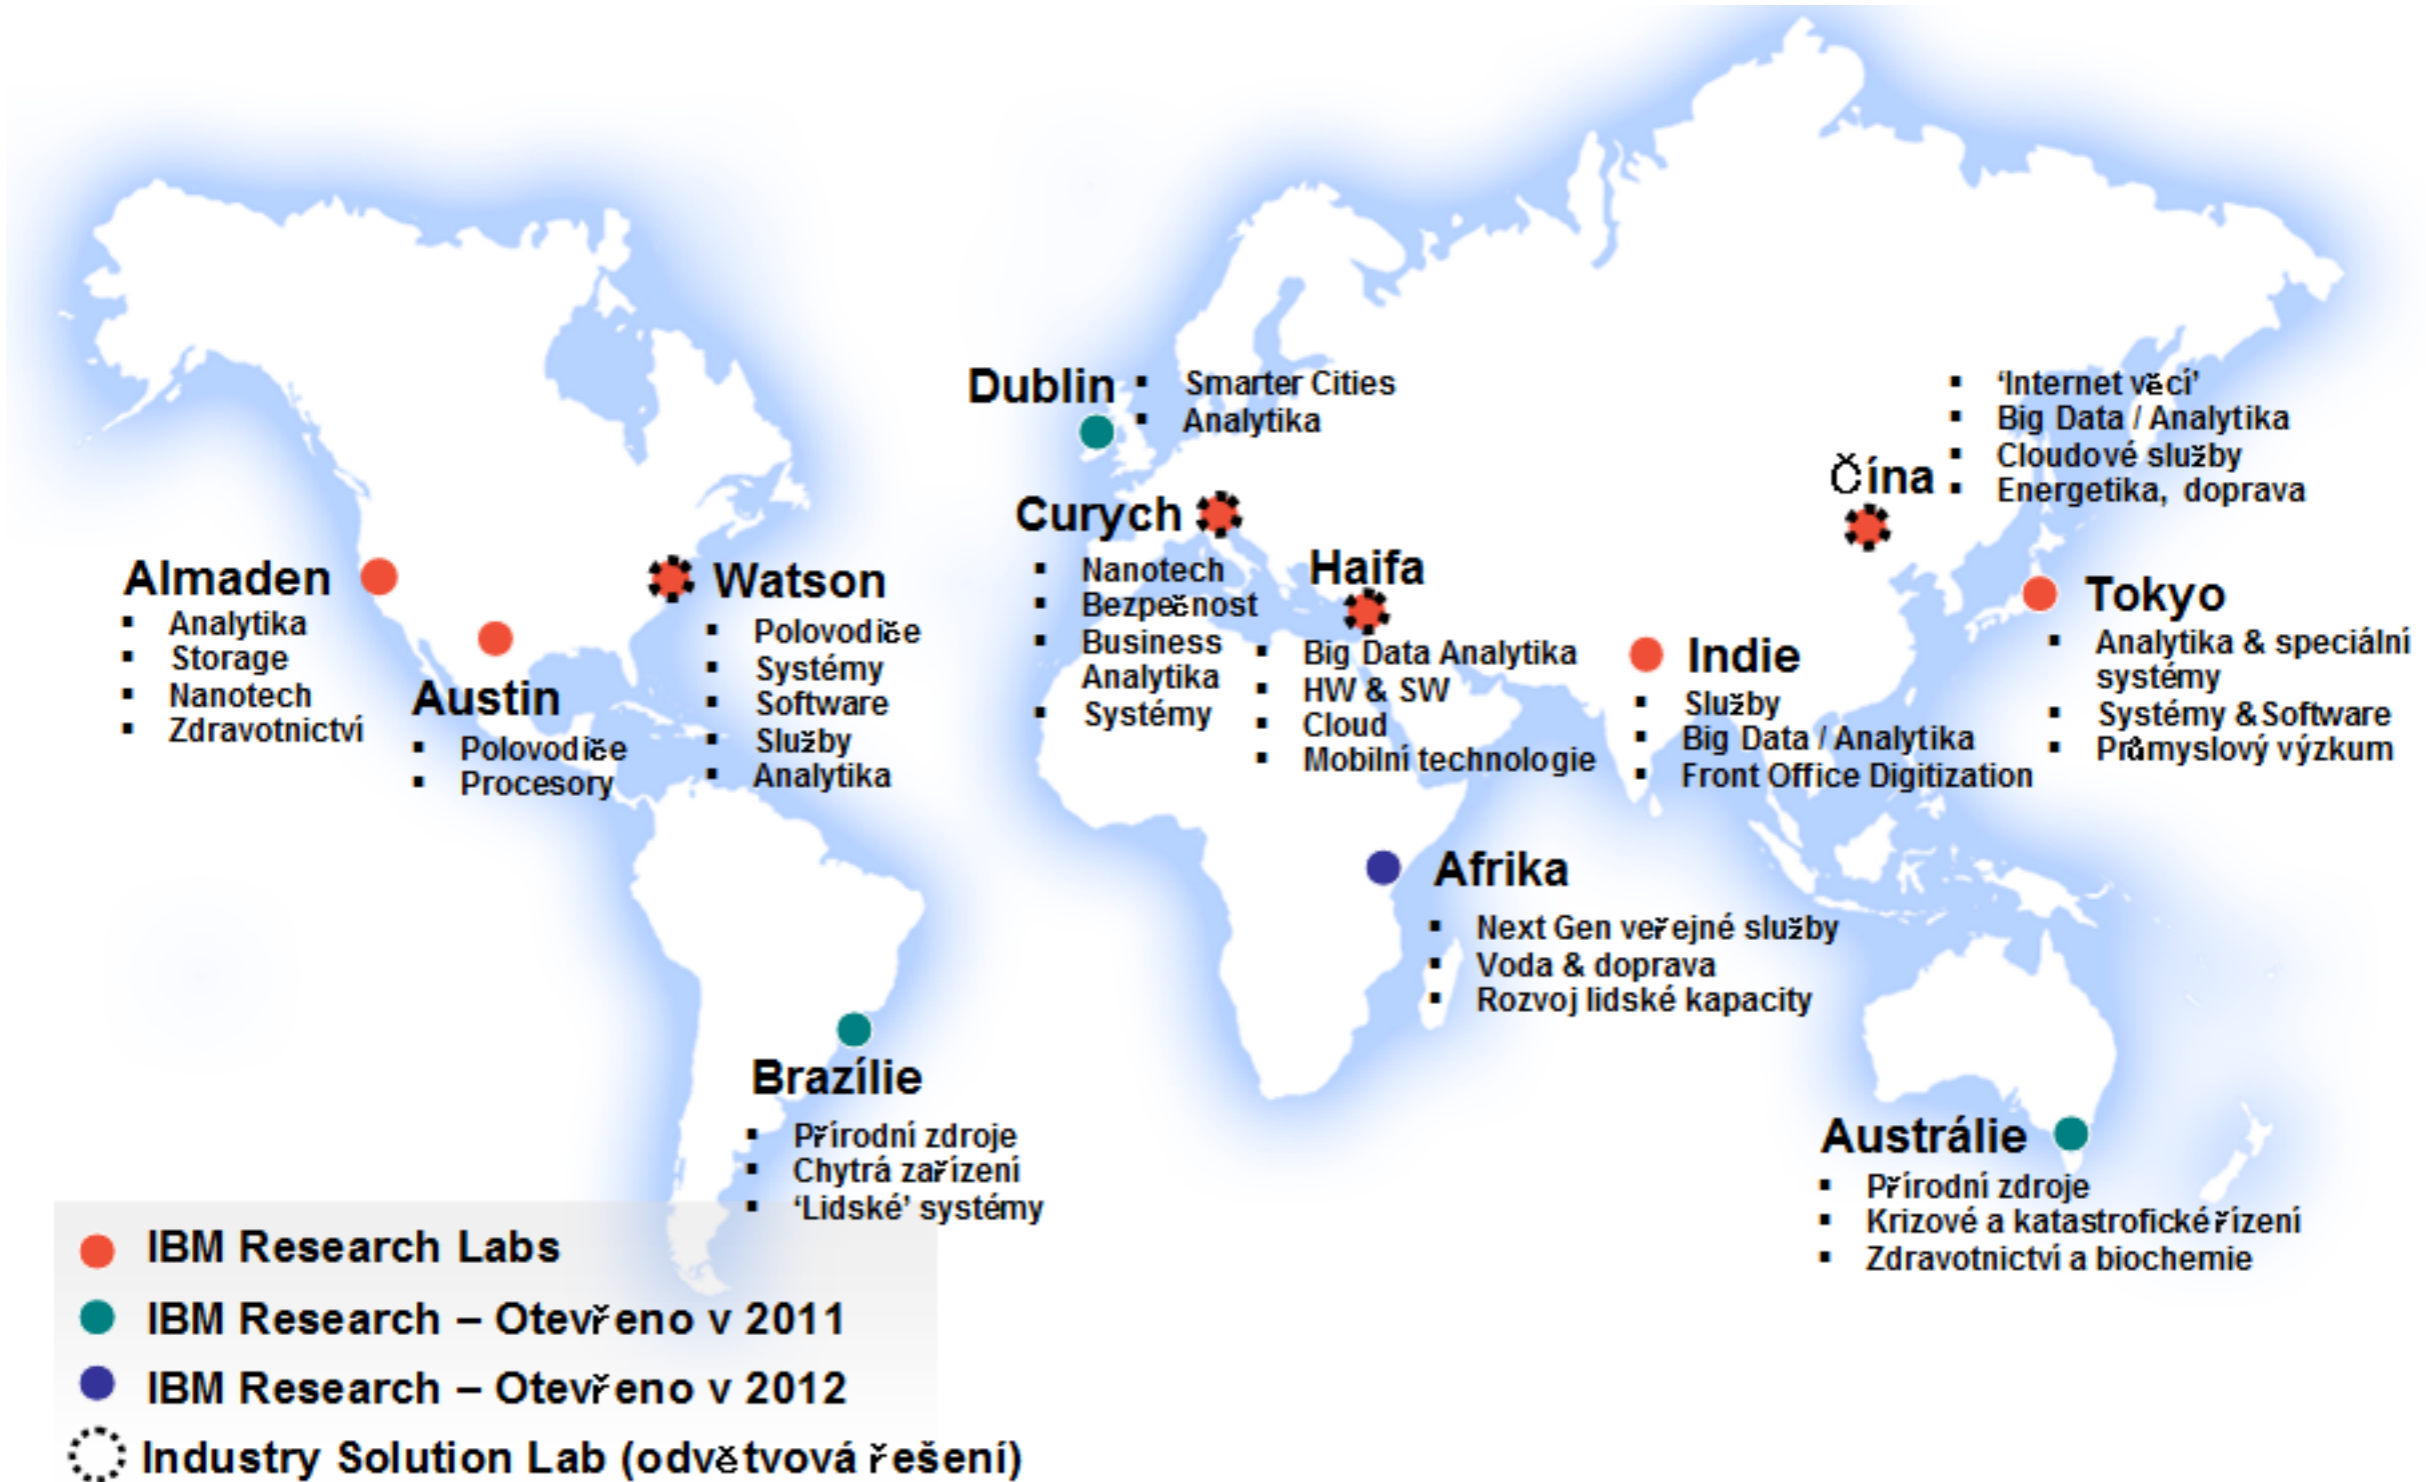 Dublin
▪ Smarter Cities
▪ Analytika
Čína
▪ ‘Internet věcí’
▪ Big Data / Analytika
▪ Cloudové služby
▪ Energetika, doprava
Almaden
▪ Analytika
▪ Storage
▪ Nanotech
▪ Zdravotnictví
Austin
▪ Polovodiče
▪ Procesory
Watson
▪ Polovodiče
▪ Systémy
▪ Software
▪ Služby
▪ Analytika
Curych
▪ Nanotech
▪ Bezpečnost
▪ Business
Analytika
▪ Systémy
Haifa
▪ Big Data Analytika
▪ HW & SW
▪ Cloud
▪ Mobilní technologie
Indie
▪ Služby
▪ Big Data / Analytika
▪ Front Office Digitization
Tokyo
▪ Analytika & speciální
systémy
▪ Systémy & Software
▪ Průmyslový výzkum
Afrika
▪ Next Gen veřejné služby
▪ Voda & doprava
▪ Rozvoj lidské kapacity
Brazílie
▪ Přírodní zdroje
▪ Chytrá zařízení
▪ ‘Lidské’ systémy
Austrálie
▪ Přírodní zdroje
▪ Krizové a katastrofické řízení
▪ Zdravotnictví a biochemie
IBM Research Labs
IBM Research – Otevřeno v 2011
IBM Research – Otevřeno v 2012
Industry Solution Lab (odvětvová řešení)